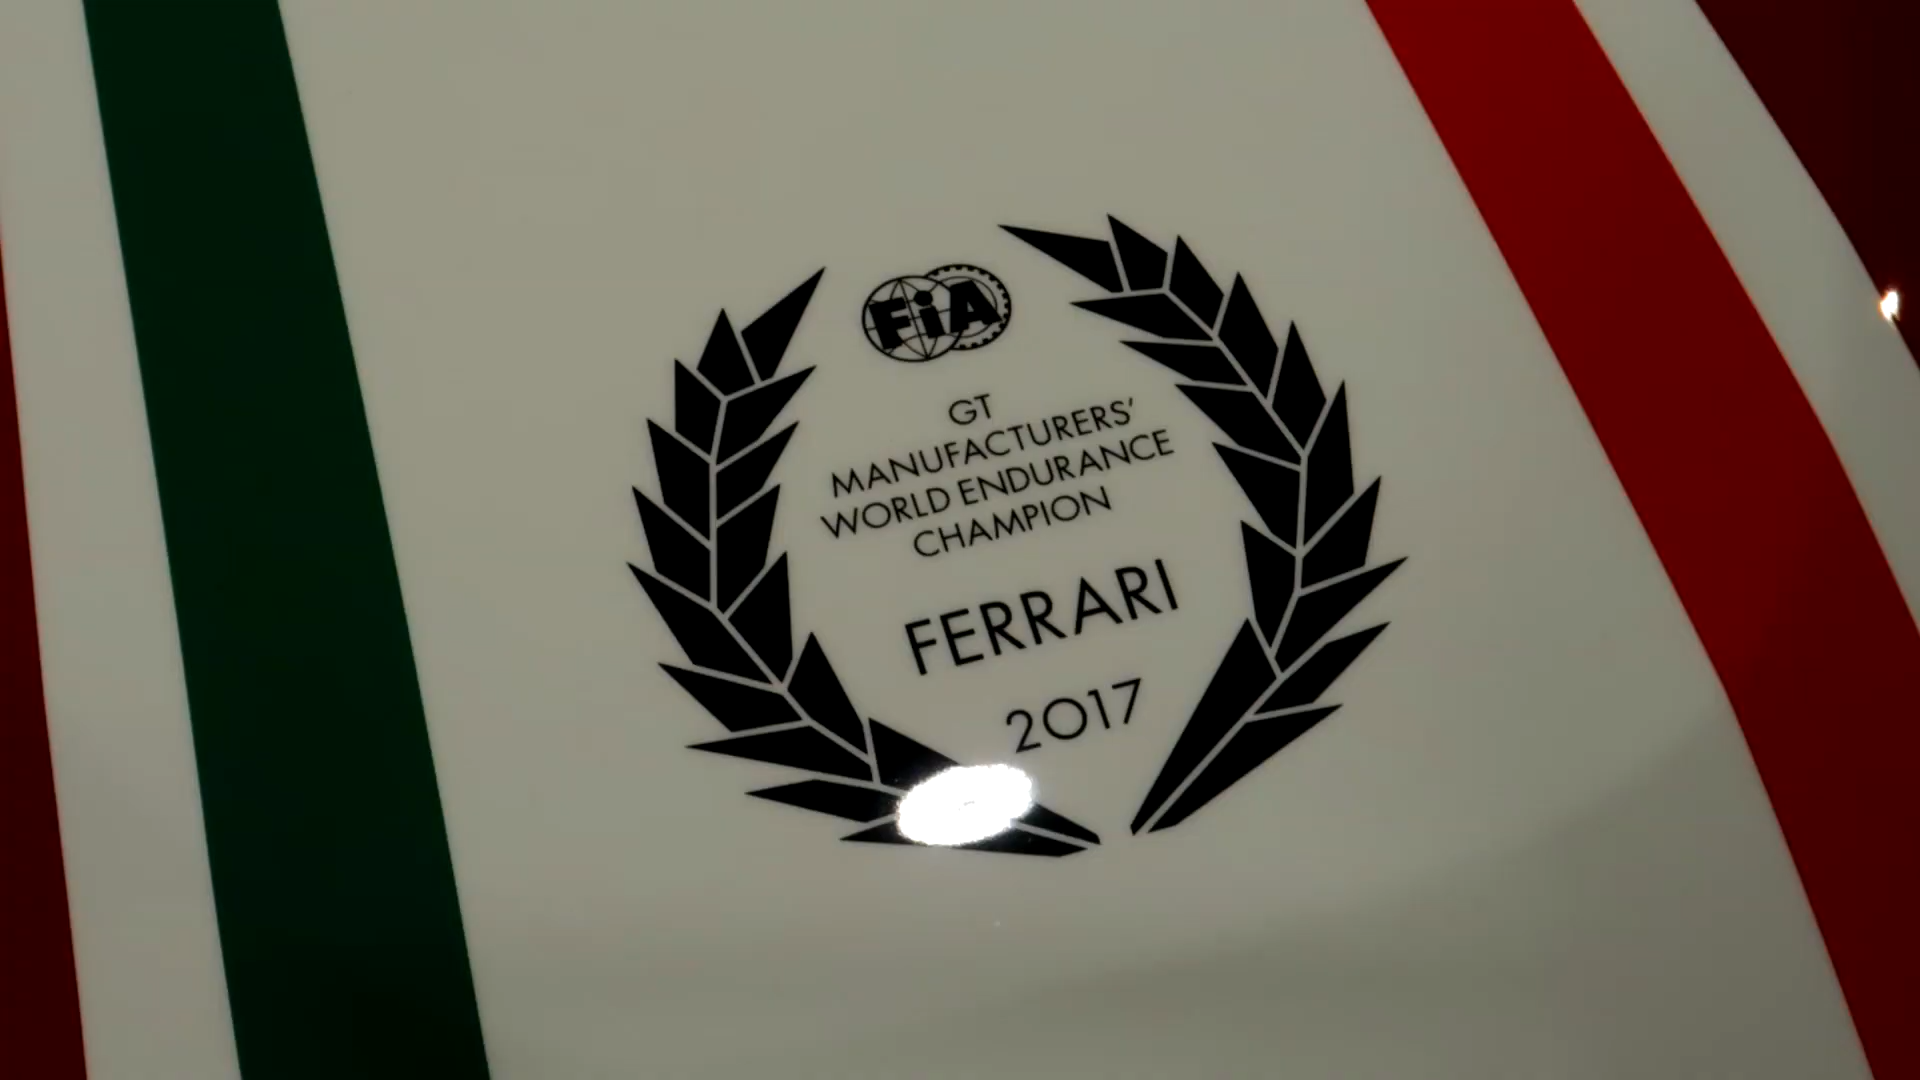 FiA
GT
MANUFACTURERS'
WORLD ENDURANCE
CHAMPION
FERRARI
2017